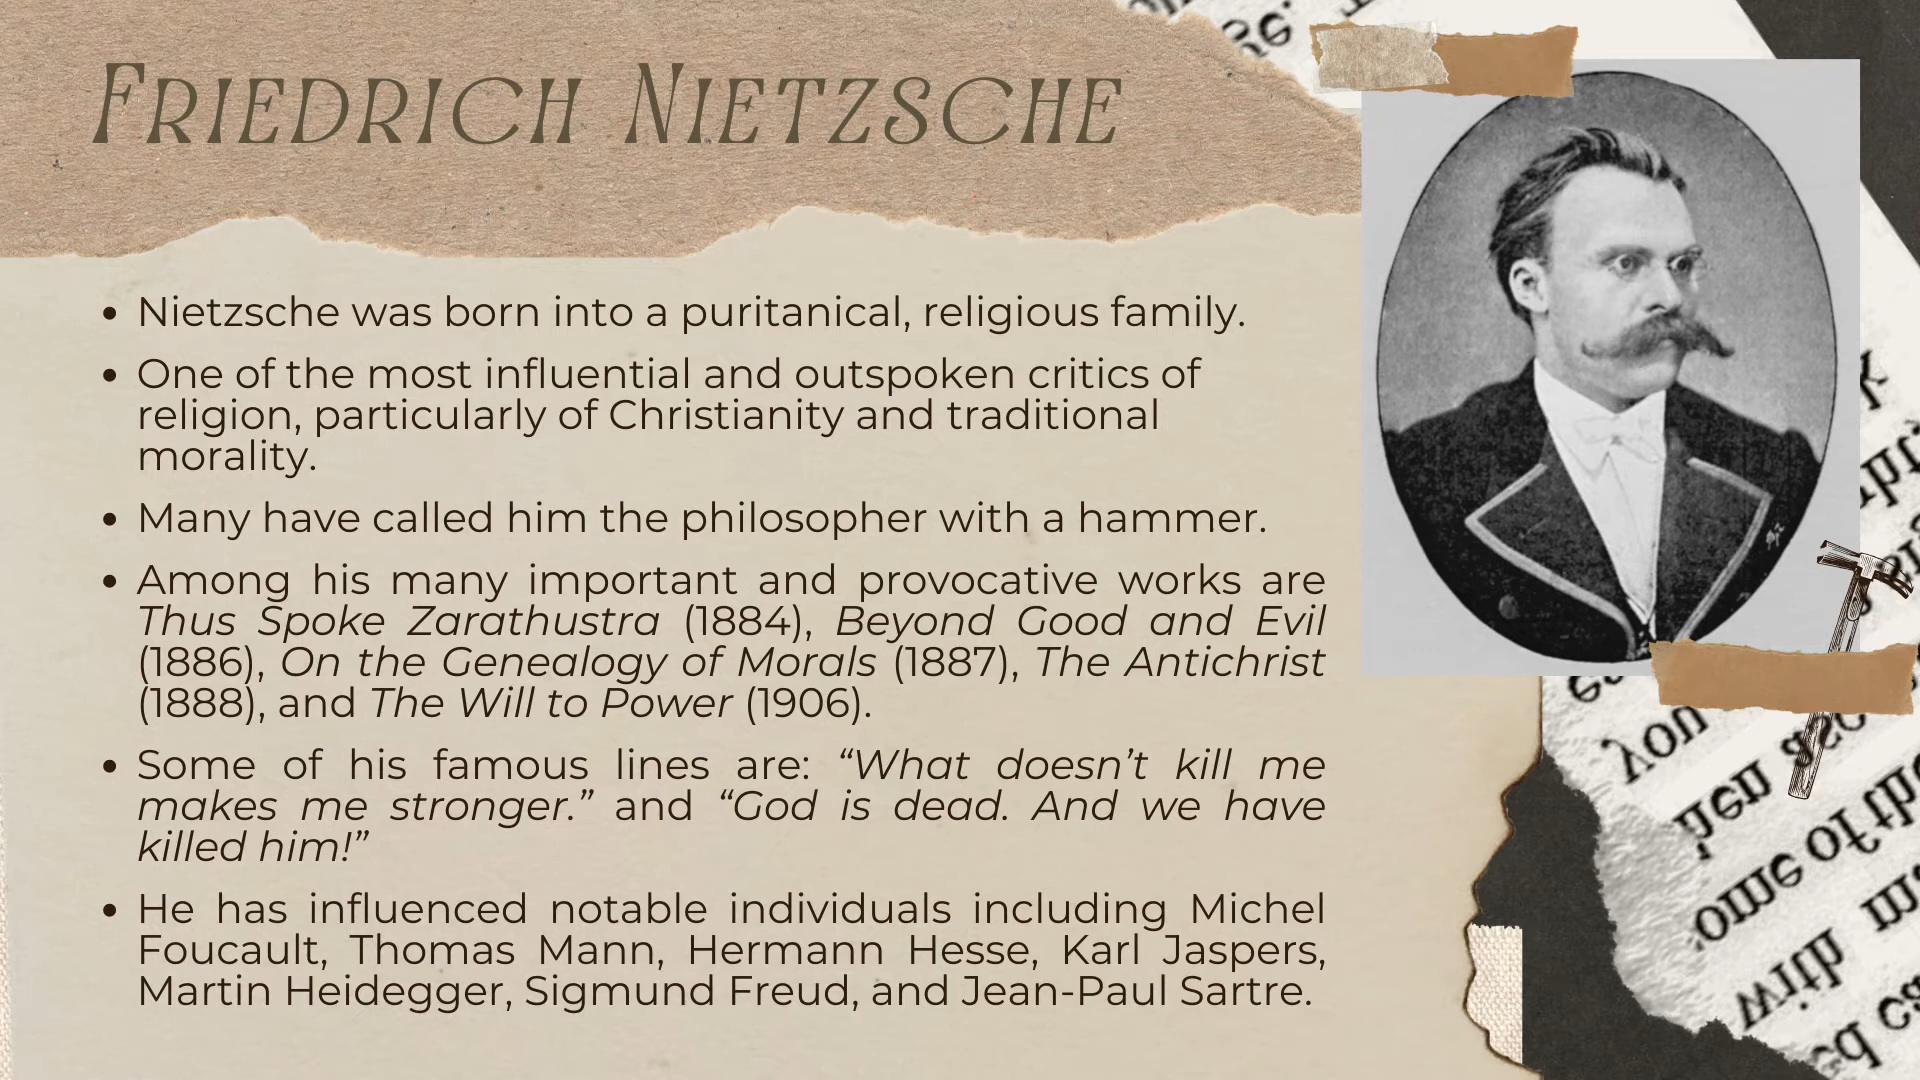 Friedrich Nietzsche
• Nietzsche was born into a puritanical, religious family.
• One of the most influential and outspoken critics of
religion, particularly of Christianity and traditional
morality.
• Many have called him the philosopher with a hammer.
• Among his many important and provocative works are
Thus Spoke Zarathustra (1884), Beyond Good and Evil
(1886), On the Genealogy of Morals (1887), The Antichrist
(1888), and The Will to Power (1906).
• Some of his famous lines are: “What doesn’t kill me
makes me stronger.” and “God is dead. And we have
killed him!”
• He has influenced notable individuals including Michel
Foucault, Thomas Mann, Hermann Hesse, Karl Jaspers,
Martin Heidegger, Sigmund Freud, and Jean-Paul Sartre.